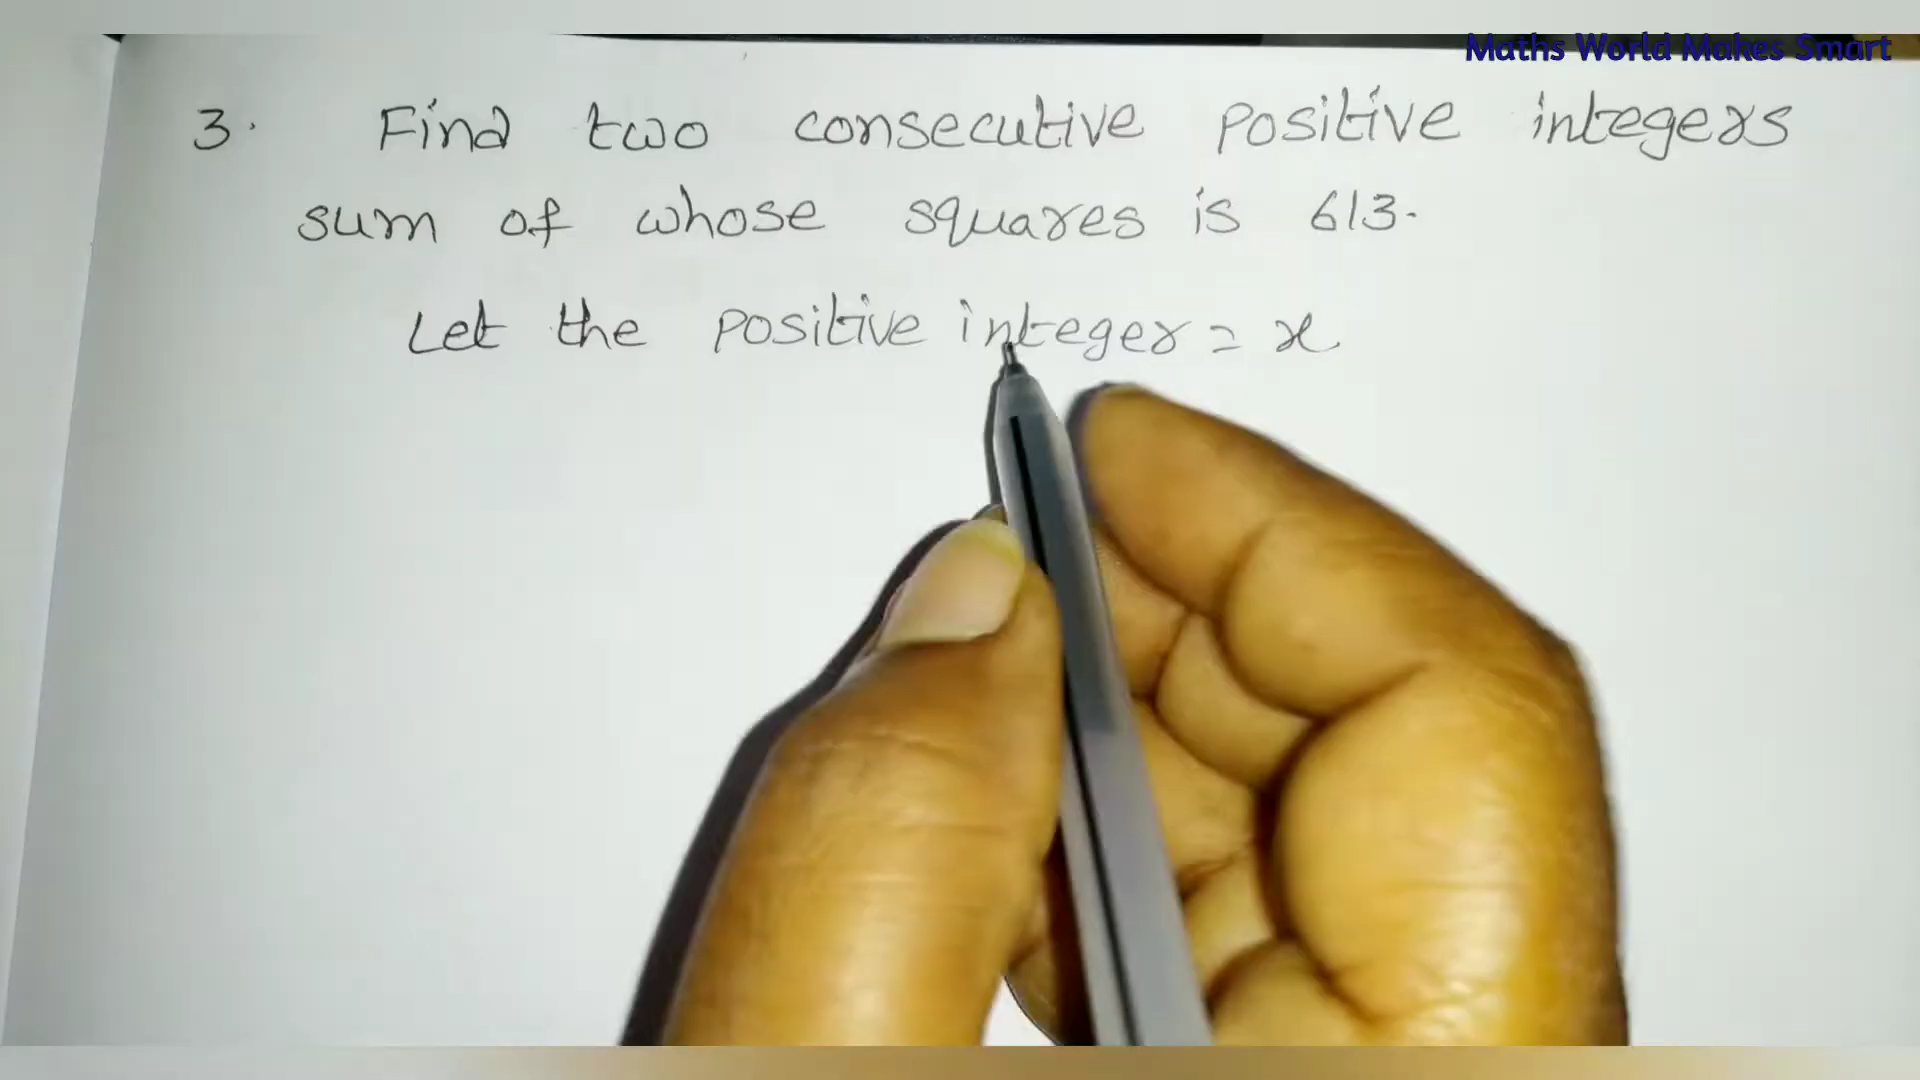 Maths World Makes Smart
3. Find two consecutive positive integers
sum of whose squares is 613.
Let the positive integer = x